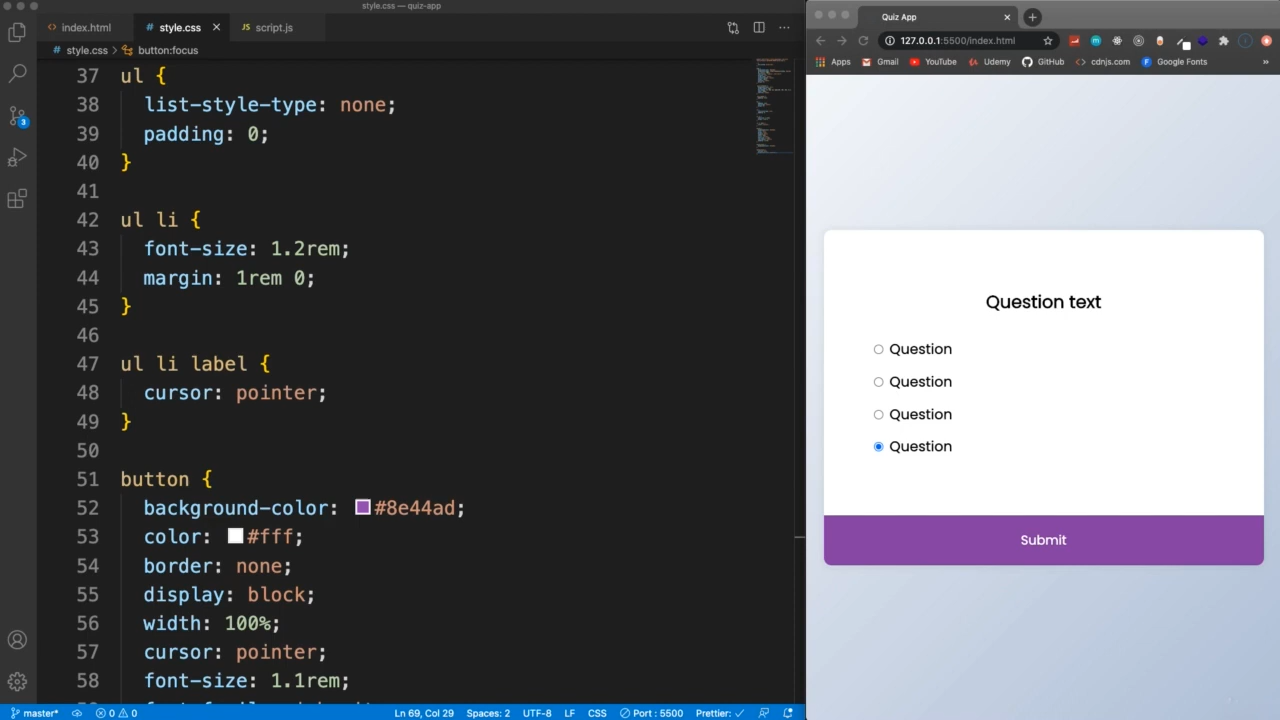 style.css — quiz-app
index.html
style.css
script.js
style.css
button:focus
37 ul {
38 list-style-type: none;
39 padding: 0;
40 }
41
42 ul li {
43 font-size: 1.2rem;
44 margin: 1rem 0;
45 }
46
47 ul li label {
48 cursor: pointer;
49 }
50
51 button {
52 background-color: #8e44ad;
53 color: #fff;
54 border: none;
55 display: block;
56 width: 100%;
57 cursor: pointer;
58 font-size: 1.1rem;
3
master* 0 0 Ln 69, Col 29 Spaces: 2 UTF-8 LF CSS Port : 5500 Prettier: ✓
Quiz App
127.0.0.1:5500/index.html
Apps Gmail YouTube Udemy GitHub cdnjs.com Google Fonts »
Question text
Question
Question
Question
Question
Submit